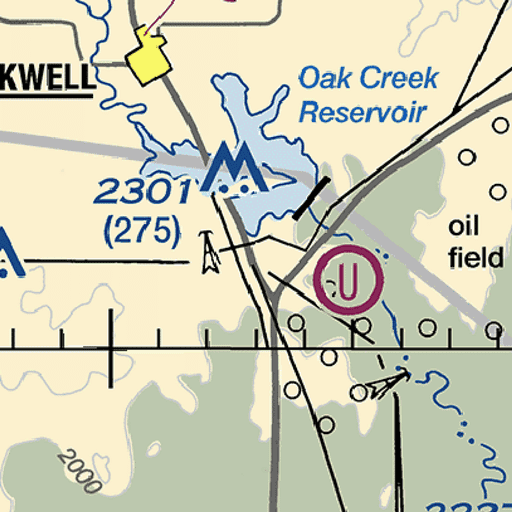 KWELL
Oak Creek
Reservoir
2301
(275)
oil
field
U
2000